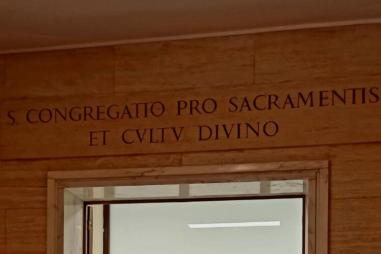 S. CONGREGATIO PRO SACRAMENTIS
ET CVLTV DIVINO